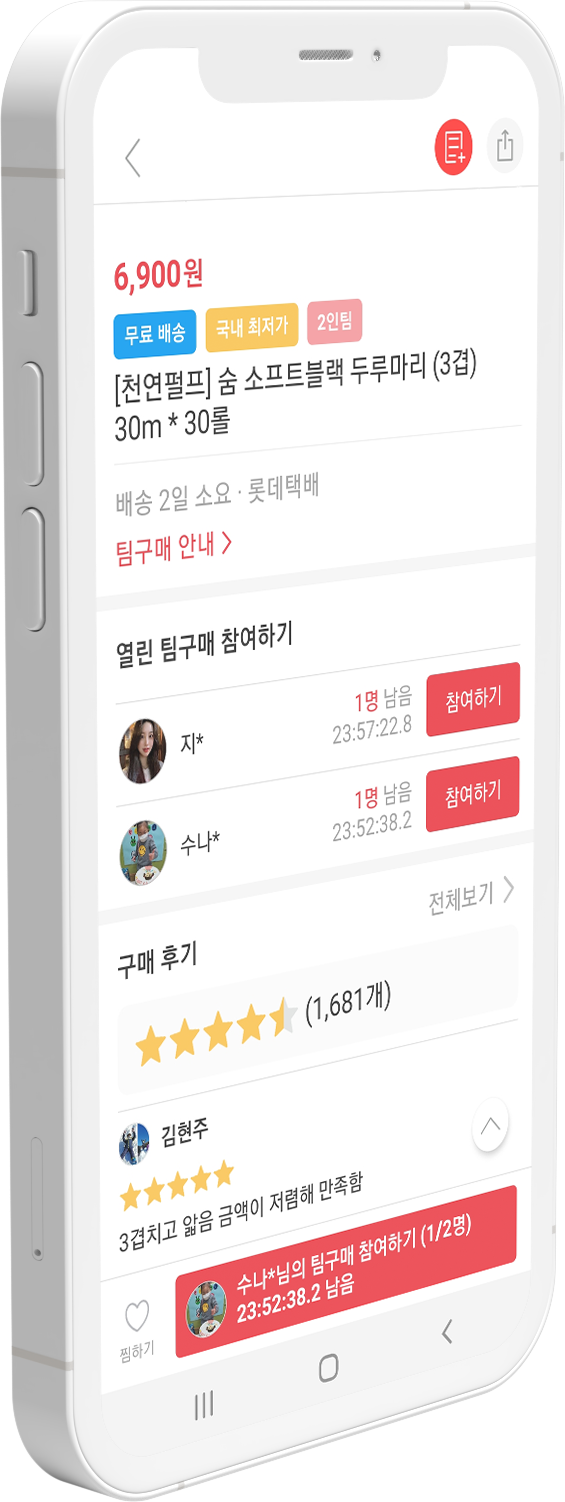 6,900원
무료 배송 국내 최저가 2인팀
[천연펄프] 숨 소프트블랙 두루마리 (3겹)
30m * 30롤
배송 2일 소요 · 롯데택배
팀구매 안내 >
열린 팀구매 참여하기
지*
1명 남음
23:57:22.8
참여하기
수나*
1명 남음
23:52:38.2
참여하기
전체보기 >
구매 후기
(1,681개)
김현주
3겹치고 얇음 금액이 저렴해 만족함
찜하기
수나*님의 팀구매 참여하기 (1/2명)
23:52:38.2 남음